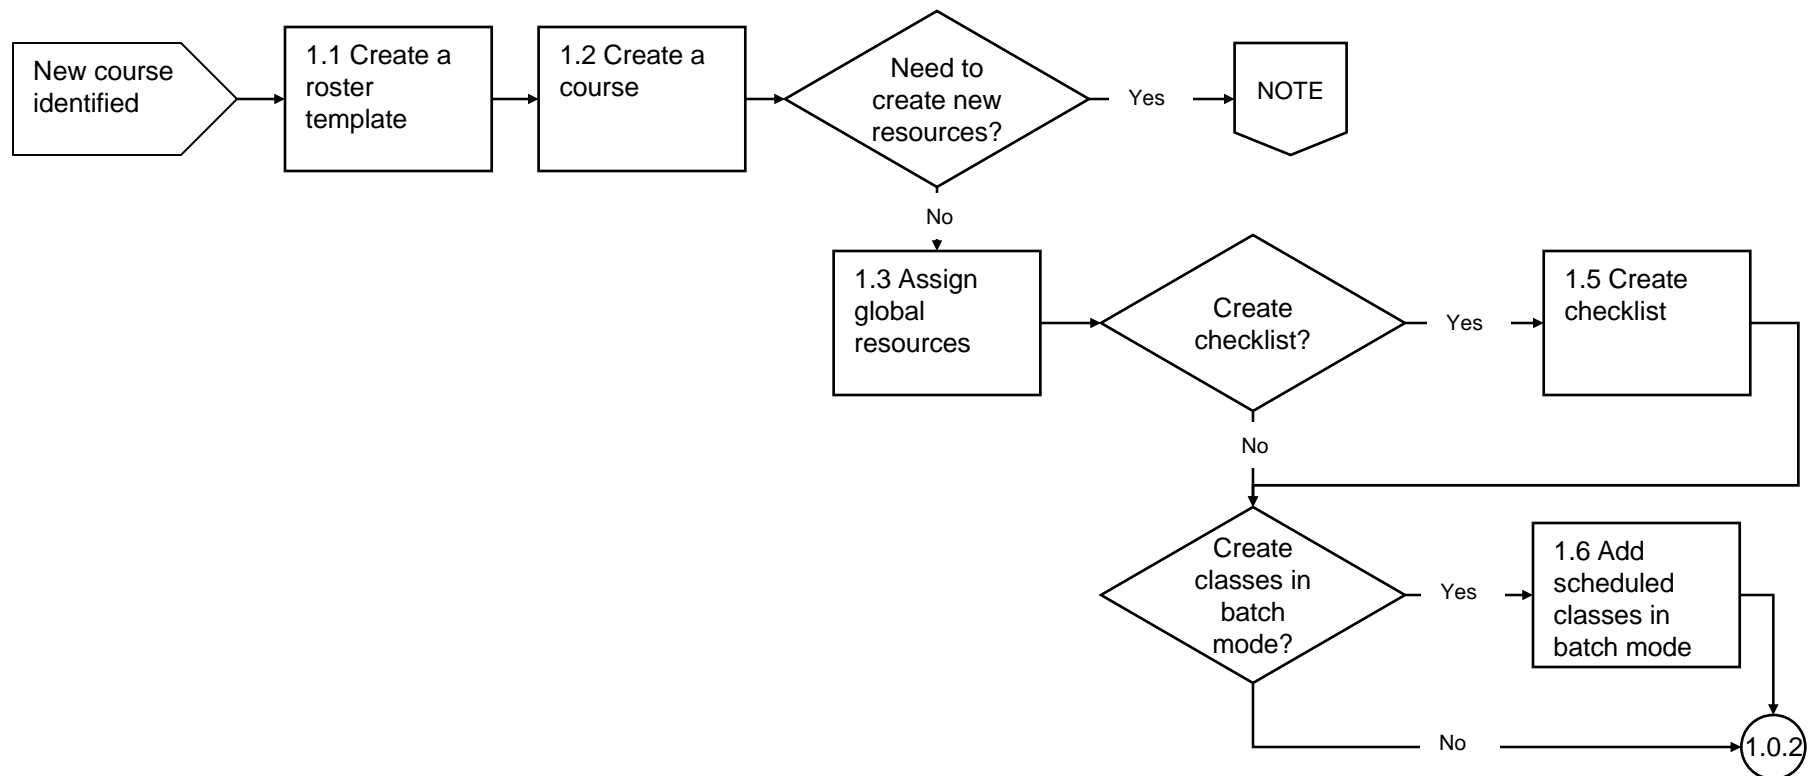 New course
identified
1.1 Create a
roster
template
1.2 Create a
course
Need to
create new
resources?
Yes
NOTE
No
1.3 Assign
global
resources
Create
checklist?
Yes
1.5 Create
checklist
No
Create
classes in
batch
mode?
Yes
1.6 Add
scheduled
classes in
batch mode
No
1.0.2